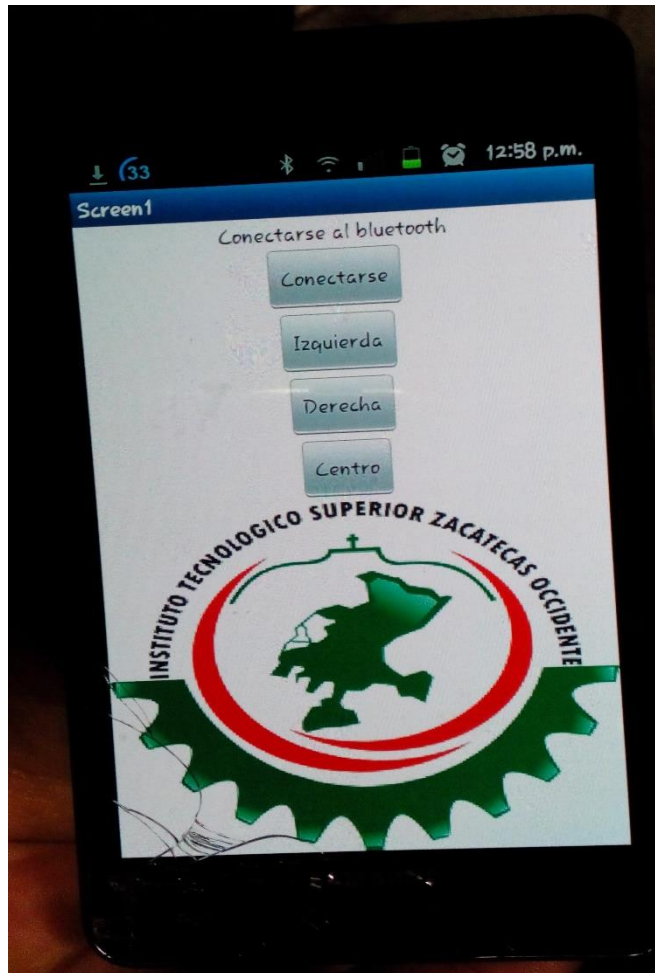 33 12:58 p.m.
Screen1
Conectarse al bluetooth
Conectarse
Izquierda
Derecha
Centro
INSTITUTO TECNOLOGICO SUPERIOR ZACATECAS OCCIDENTE